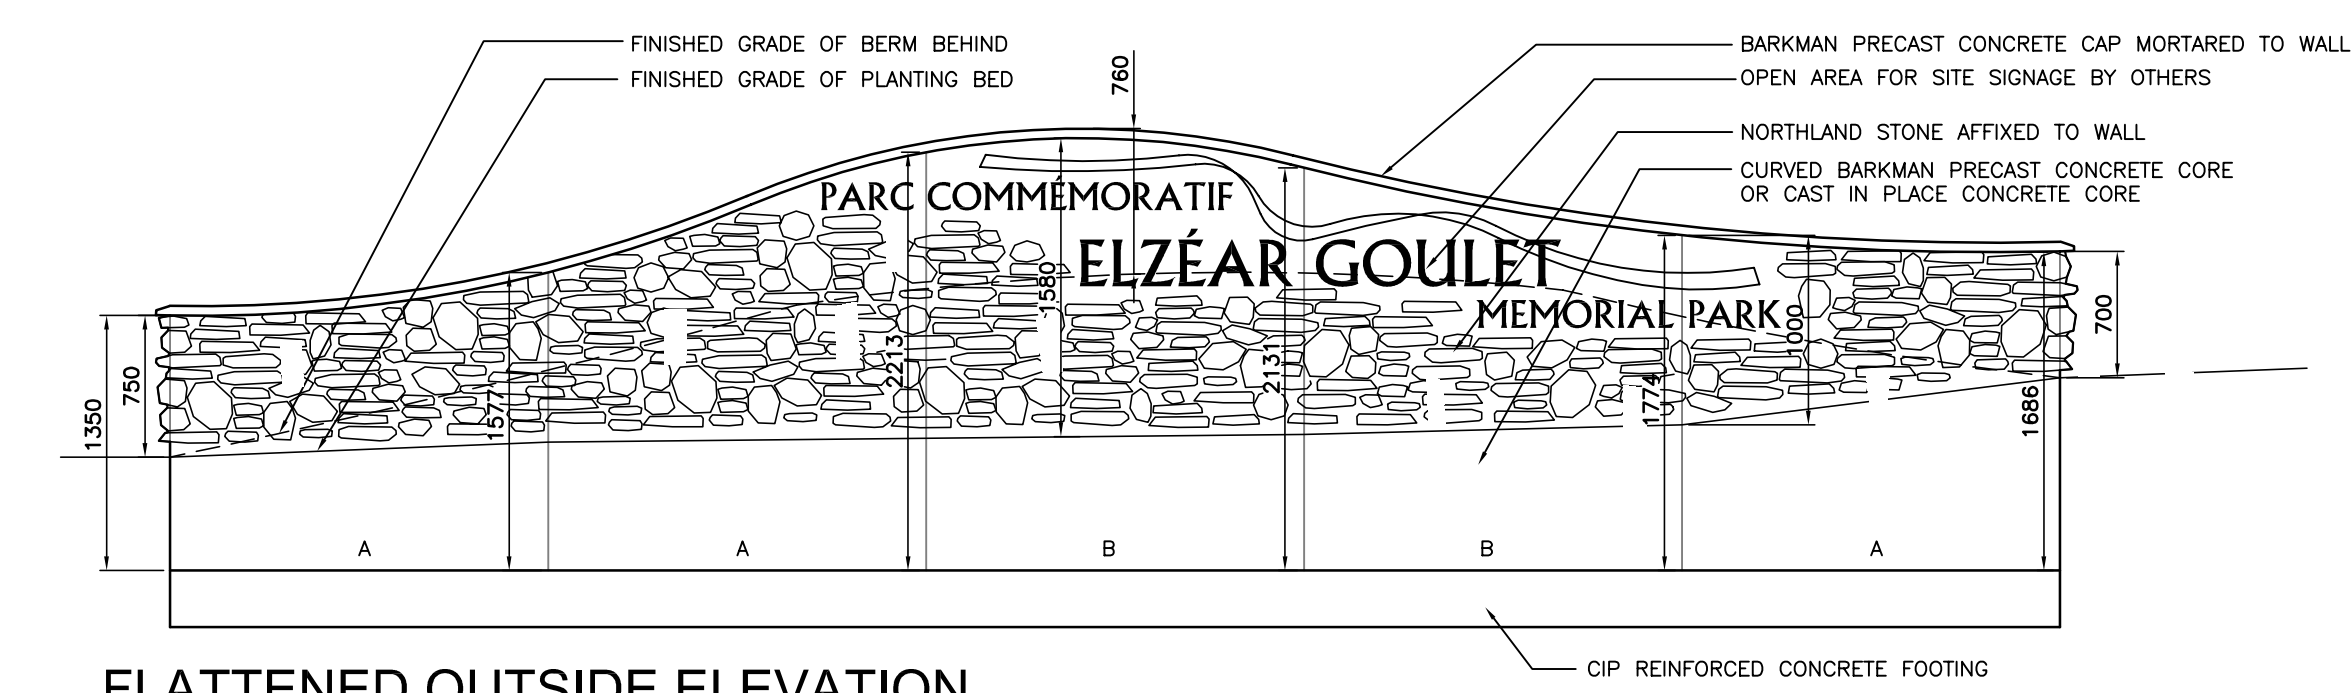 FINISHED GRADE OF BERM BEHIND
FINISHED GRADE OF PLANTING BED
BARKMAN PRECAST CONCRETE CAP MORTARED TO WALL
OPEN AREA FOR SITE SIGNAGE BY OTHERS
NORTHLAND STONE AFFIXED TO WALL
CURVED BARKMAN PRECAST CONCRETE CORE
OR CAST IN PLACE CONCRETE CORE
760
PARC COMMÉMORATIF
ELZÉAR GOULET
MEMORIAL PARK
1350
750
1577
2213
1580
2131
1774
1000
1686
700
A
A
B
B
A
CIP REINFORCED CONCRETE FOOTING
FLATTENED OUTSIDE ELEVATION